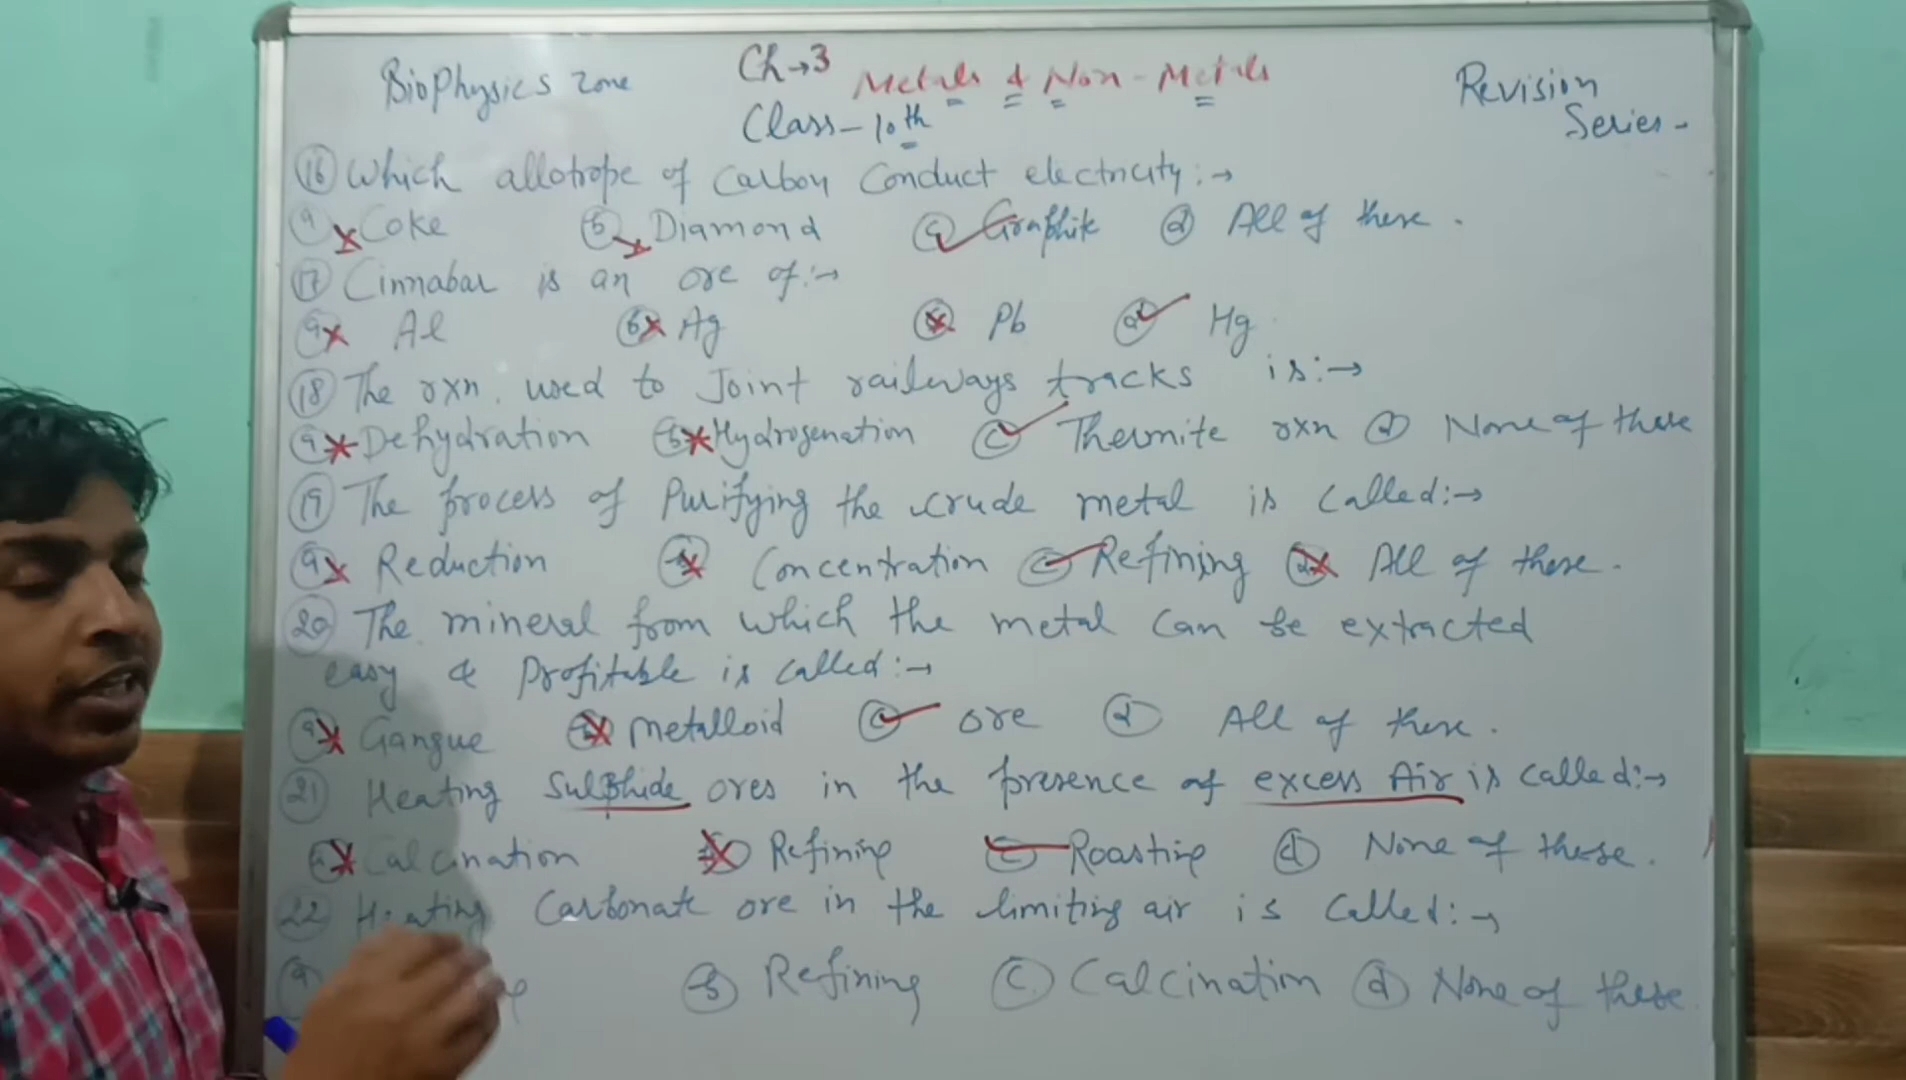 BioPhysics zone
Ch→3 Metals & Non-Metals
Class-10th
Revision Series-
(16) Which allotrope of Carbon Conduct electricity:→
(a) Coke (b) Diamond (c) Graphite (d) All of these.
(17) Cinnabar is an ore of:→
(a) Al (b) Ag (c) Pb (d) Hg
(18) The rxn. used to Joint railways tracks is:→
(a) Dehydration (b) Hydrogenation (c) Thermite rxn (d) None of these
(19) The process of Purifying the crude metal is called:→
(a) Reduction (b) Concentration (c) Refining (d) All of these.
(20) The mineral from which the metal can be extracted
easy & Profitable is called:→
(a) Gangue (b) metalloid (c) ore (d) All of these.
(21) Heating Sulphide ores in the presence of excess Air is called:→
(a) Calcination (b) Refining (c) Roasting (d) None of these.
(22) Heating Carbonate ore in the limiting air is Called:→
(a) (b) Refining (c) Calcination (d) None of these